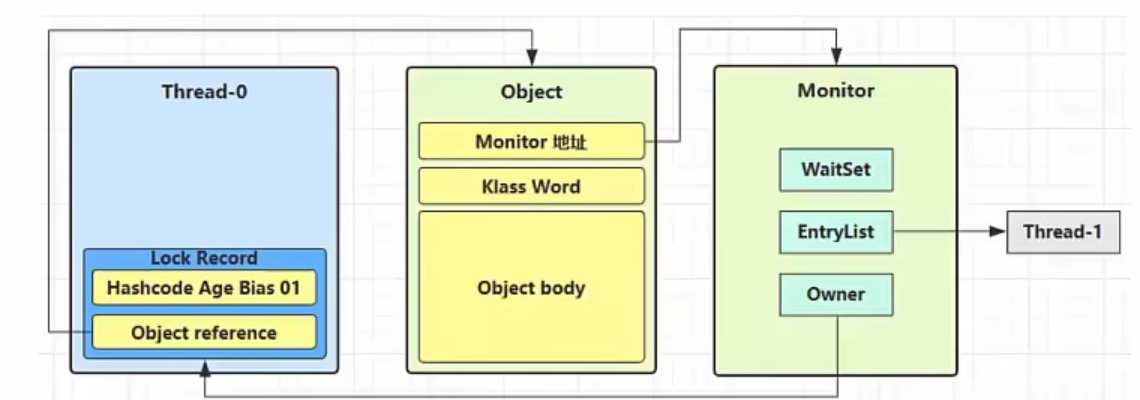 Thread-0
Lock Record
Hashcode Age Bias 01
Object reference
Object
Monitor 地址
Klass Word
Object body
Monitor
WaitSet
EntryList
Owner
Thread-1